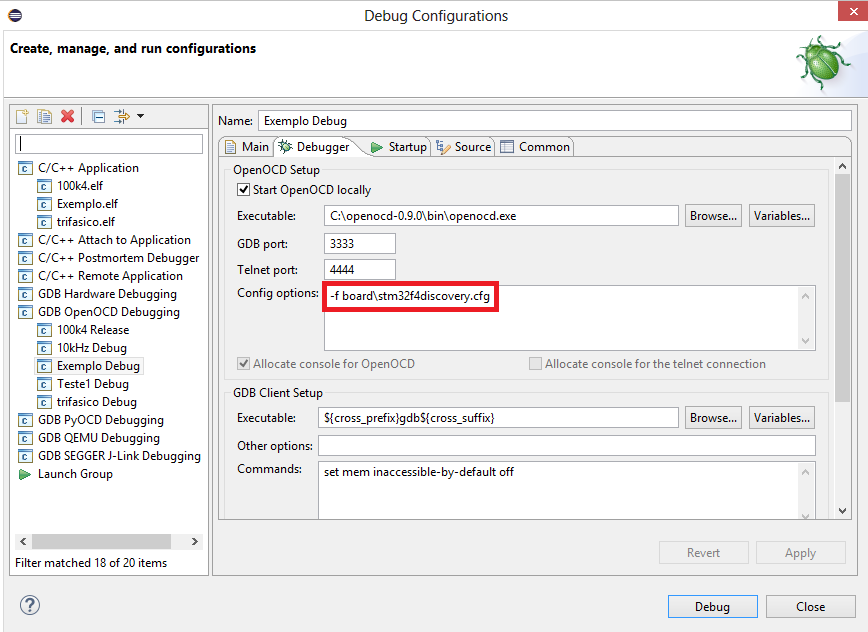 Debug Configurations
Create, manage, and run configurations
Name: Exemplo Debug
Main Debugger Startup Source Common
C/C++ Application
100k4.elf
Exemplo.elf
trifasico.elf
C/C++ Attach to Application
C/C++ Postmortem Debugger
C/C++ Remote Application
GDB Hardware Debugging
GDB OpenOCD Debugging
100k4 Release
10kHz Debug
Exemplo Debug
Teste1 Debug
trifasico Debug
GDB PyOCD Debugging
GDB QEMU Debugging
GDB SEGGER J-Link Debugging
Launch Group
Filter matched 18 of 20 items
OpenOCD Setup
Start OpenOCD locally
Executable: C:\openocd-0.9.0\bin\openocd.exe Browse... Variables...
GDB port: 3333
Telnet port: 4444
Config options: -f board\stm32f4discovery.cfg
Allocate console for OpenOCD Allocate console for the telnet connection
GDB Client Setup
Executable: ${cross_prefix}gdb${cross_suffix} Browse... Variables...
Other options:
Commands: set mem inaccessible-by-default off
Revert Apply
? Debug Close